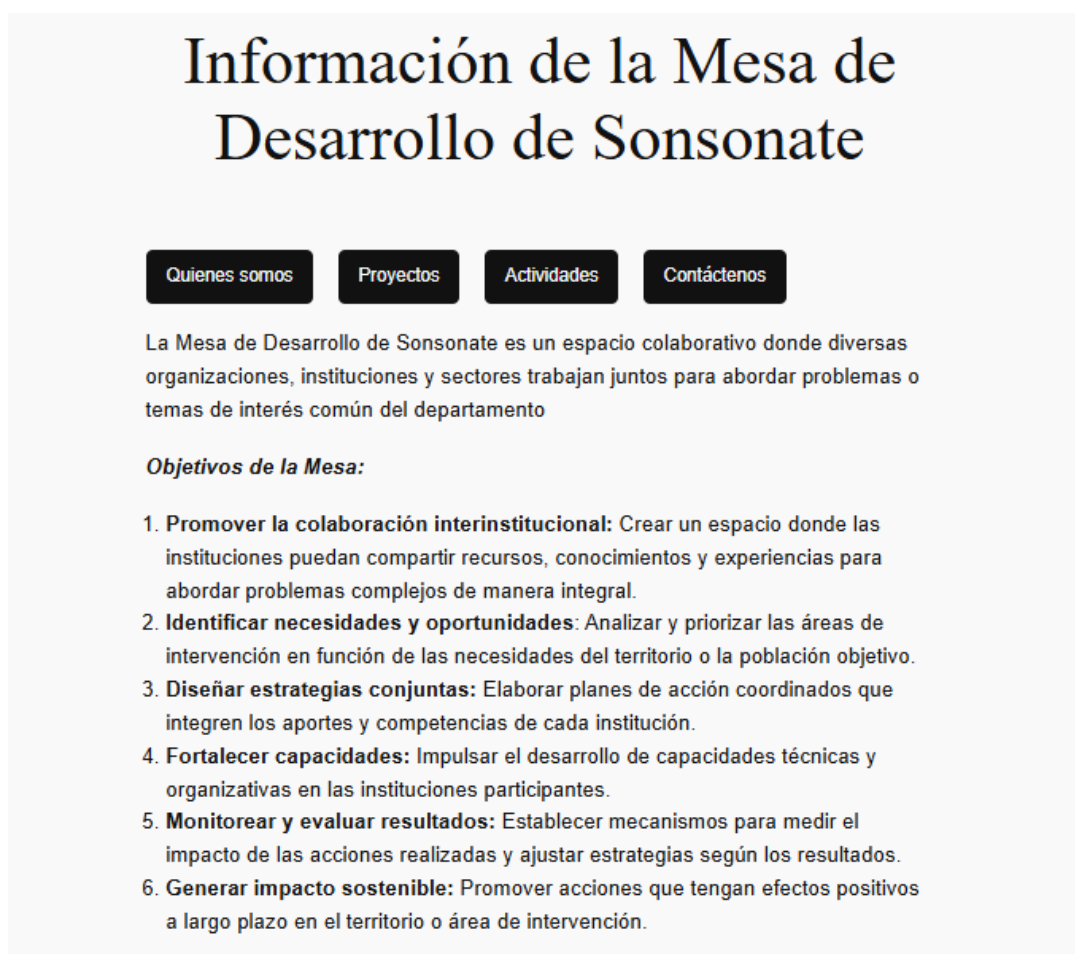 Información de la Mesa de
Desarrollo de Sonsonate
Quienes somos Proyectos Actividades Contáctenos
La Mesa de Desarrollo de Sonsonate es un espacio colaborativo donde diversas
organizaciones, instituciones y sectores trabajan juntos para abordar problemas o
temas de interés común del departamento
Objetivos de la Mesa:
1. Promover la colaboración interinstitucional: Crear un espacio donde las
instituciones puedan compartir recursos, conocimientos y experiencias para
abordar problemas complejos de manera integral.
2. Identificar necesidades y oportunidades: Analizar y priorizar las áreas de
intervención en función de las necesidades del territorio o la población objetivo.
3. Diseñar estrategias conjuntas: Elaborar planes de acción coordinados que
integren los aportes y competencias de cada institución.
4. Fortalecer capacidades: Impulsar el desarrollo de capacidades técnicas y
organizativas en las instituciones participantes.
5. Monitorear y evaluar resultados: Establecer mecanismos para medir el
impacto de las acciones realizadas y ajustar estrategias según los resultados.
6. Generar impacto sostenible: Promover acciones que tengan efectos positivos
a largo plazo en el territorio o área de intervención.